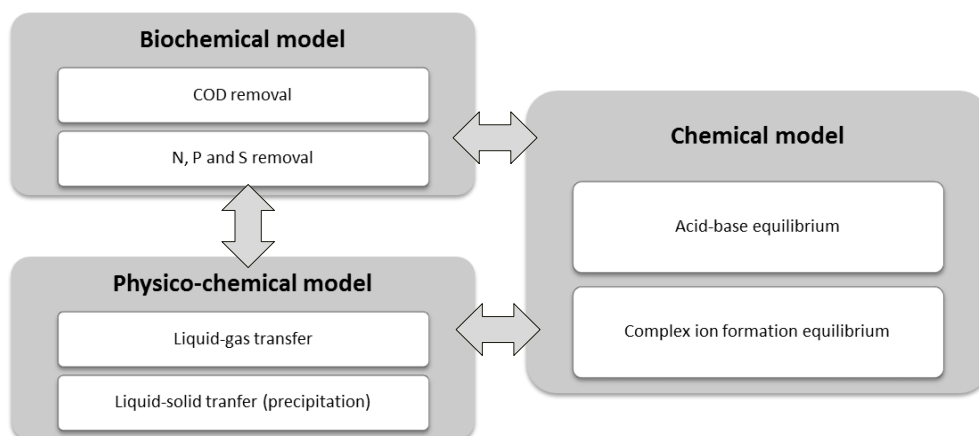 Biochemical model
COD removal
N, P and S removal
Physico-chemical model
Liquid-gas transfer
Liquid-solid tranfer (precipitation)
Chemical model
Acid-base equilibrium
Complex ion formation equilibrium